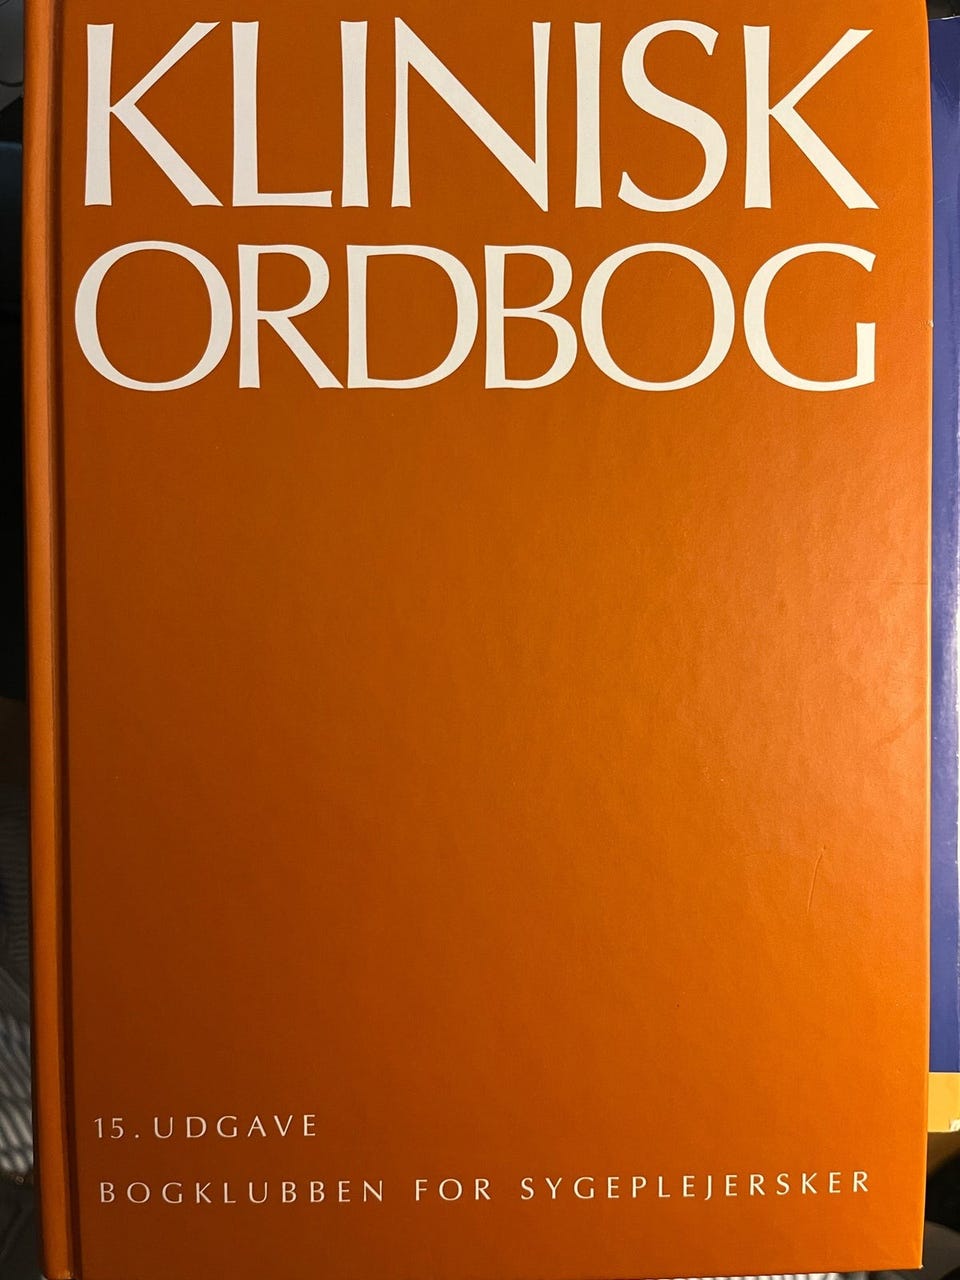 KLINISK
ORDBOG
15. UDGAVE
BOGKLUBBEN FOR SYGEPLEJERSKER